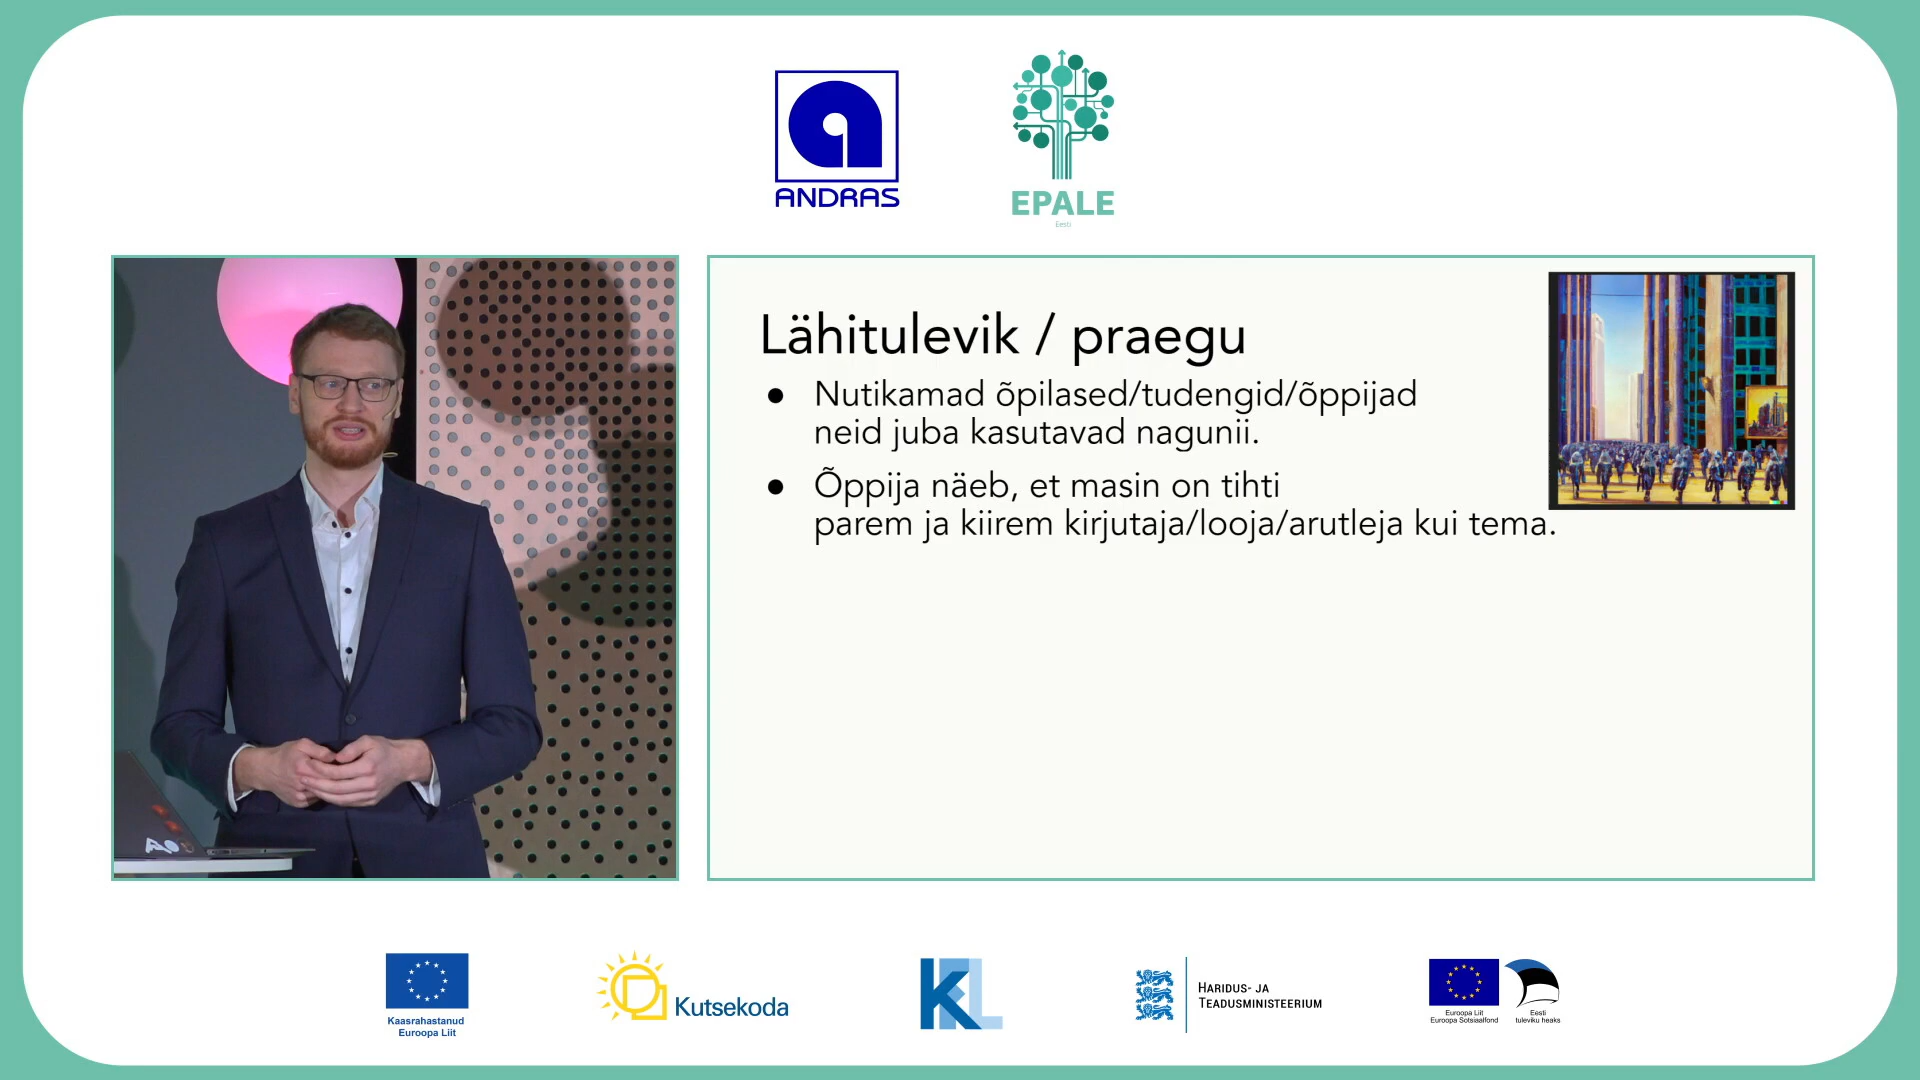 ANDRAS
EPALE
Eesti
Lähitulevik / praegu
● Nutikamad õpilased/tudengid/õppijad
neid juba kasutavad nagunii.
● Õppija näeb, et masin on tihti
parem ja kiirem kirjutaja/looja/arutleja kui tema.
Kaasrahastanud
Euroopa Liit
Kutsekoda
KEL
HARIDUS- JA
TEADUSMINISTEERIUM
Euroopa Liit
Euroopa Sotsiaalfond
Eesti
tuleviku heaks